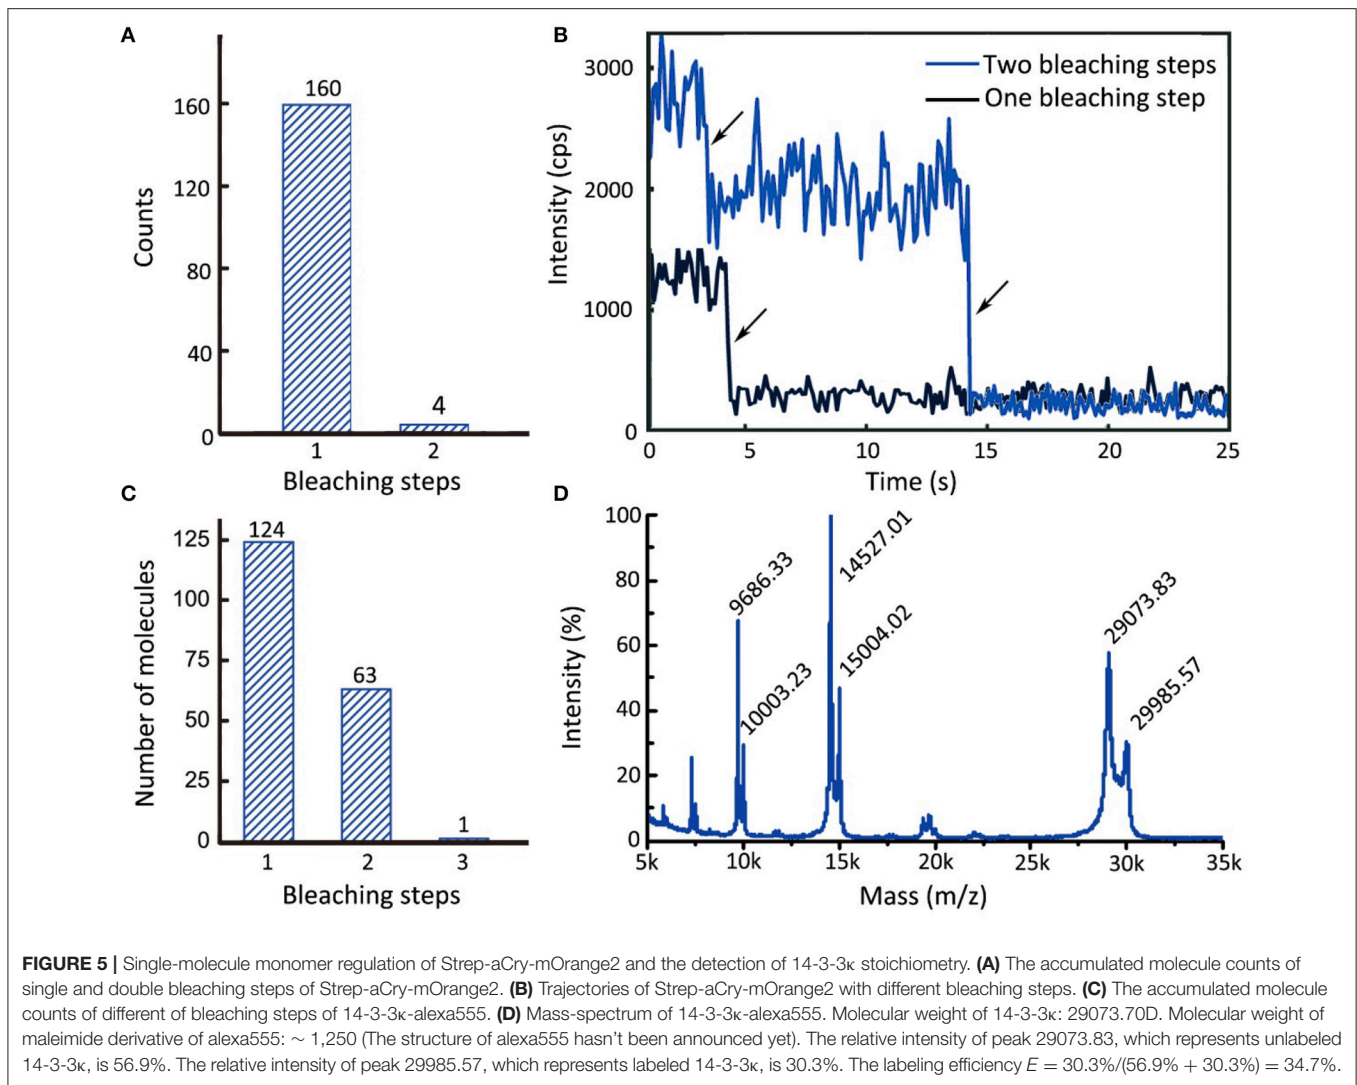 A
Counts
160
120
80
40
0
160
4
1
2
Bleaching steps
B
Intensity (cps)
3000
2000
1000
0
Two bleaching steps
One bleaching step
0
5
10
15
20
25
Time (s)
C
Number of molecules
125
100
75
50
25
0
124
63
1
1
2
3
Bleaching steps
D
Intensity (%)
100
80
60
40
20
0
9686.33
10003.23
14527.01
15004.02
29073.83
29985.57
5k
10k
15k
20k
25k
30k
35k
Mass (m/z)
FIGURE 5 | Single-molecule monomer regulation of Strep-aCry-mOrange2 and the detection of 14-3-3κ stoichiometry. (A) The accumulated molecule counts of
single and double bleaching steps of Strep-aCry-mOrange2. (B) Trajectories of Strep-aCry-mOrange2 with different bleaching steps. (C) The accumulated molecule
counts of different of bleaching steps of 14-3-3κ-alexa555. (D) Mass-spectrum of 14-3-3κ-alexa555. Molecular weight of 14-3-3κ: 29073.70D. Molecular weight of
maleimide derivative of alexa555: ∼ 1,250 (The structure of alexa555 hasn't been announced yet). The relative intensity of peak 29073.83, which represents unlabeled
14-3-3κ, is 56.9%. The relative intensity of peak 29985.57, which represents labeled 14-3-3κ, is 30.3%. The labeling efficiency E = 30.3%/(56.9% + 30.3%) = 34.7%.